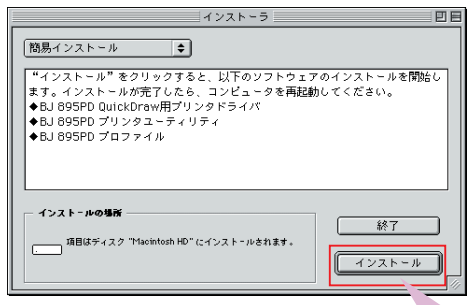 インストーラ
簡易インストール
“インストール”をクリックすると、以下のソフトウェアのインストールを開始し
ます。インストールが完了したら、コンピュータを再起動してください。
◆BJ 895PD QuickDraw用プリンタドライバ
◆BJ 895PD プリンタユーティリティ
◆BJ 895PD プロファイル
インストールの場所
項目はディスク “Macintosh HD” にインストールされます。
終了
インストール